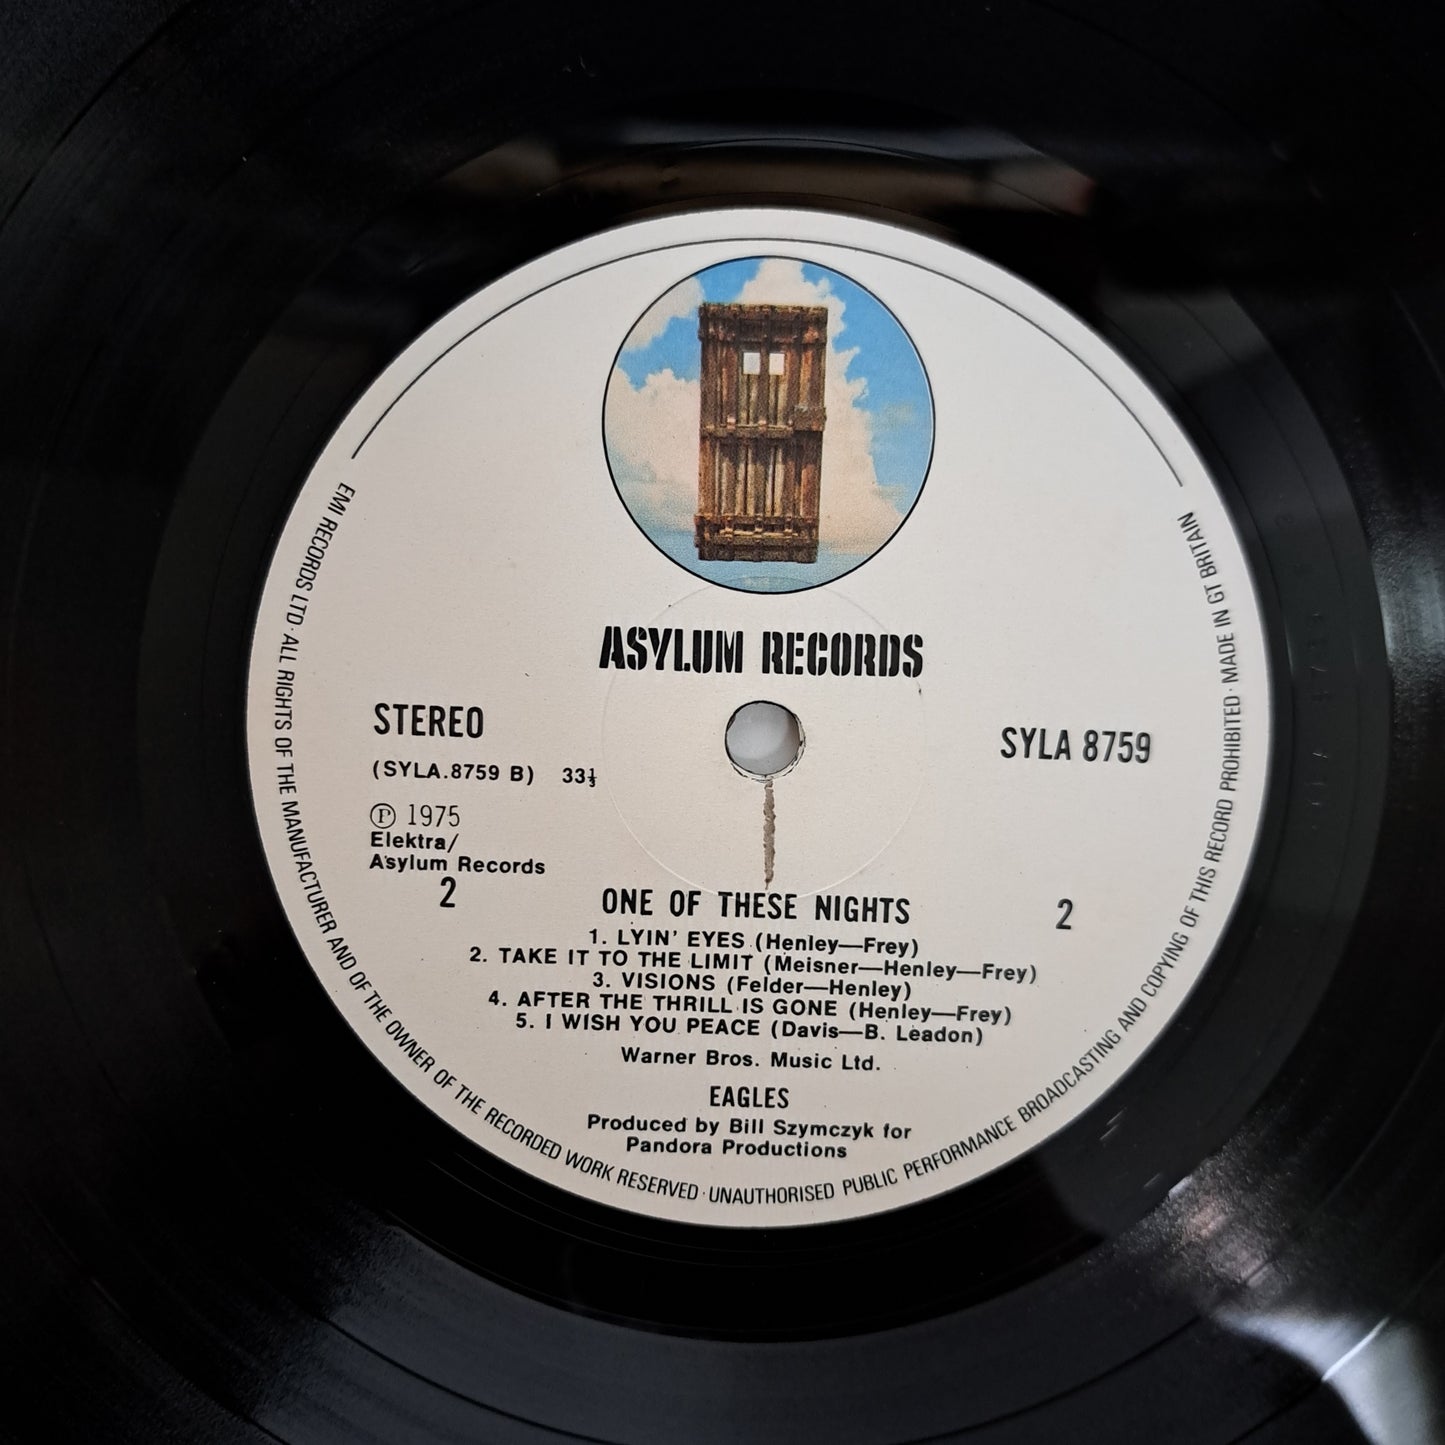 ASYLUM RECORDS
STEREO
SYLA 8759
(SYLA.8759 B) 33⅓
Ⓟ 1975
Elektra/
Asylum Records
2
2
ONE OF THESE NIGHTS
1. LYIN' EYES (Henley—Frey)
2. TAKE IT TO THE LIMIT (Meisner—Henley—Frey)
3. VISIONS (Felder—Henley)
4. AFTER THE THRILL IS GONE (Henley—Frey)
5. I WISH YOU PEACE (Davis—B. Leadon)
Warner Bros. Music Ltd.
EAGLES
Produced by Bill Szymczyk for
Pandora Productions
EMI RECORDS LTD · ALL RIGHTS OF THE MANUFACTURER AND OF THE OWNER OF THE RECORDED WORK RESERVED · UNAUTHORISED PUBLIC PERFORMANCE BROADCASTING AND COPYING OF THIS RECORD PROHIBITED · MADE IN GT BRITAIN